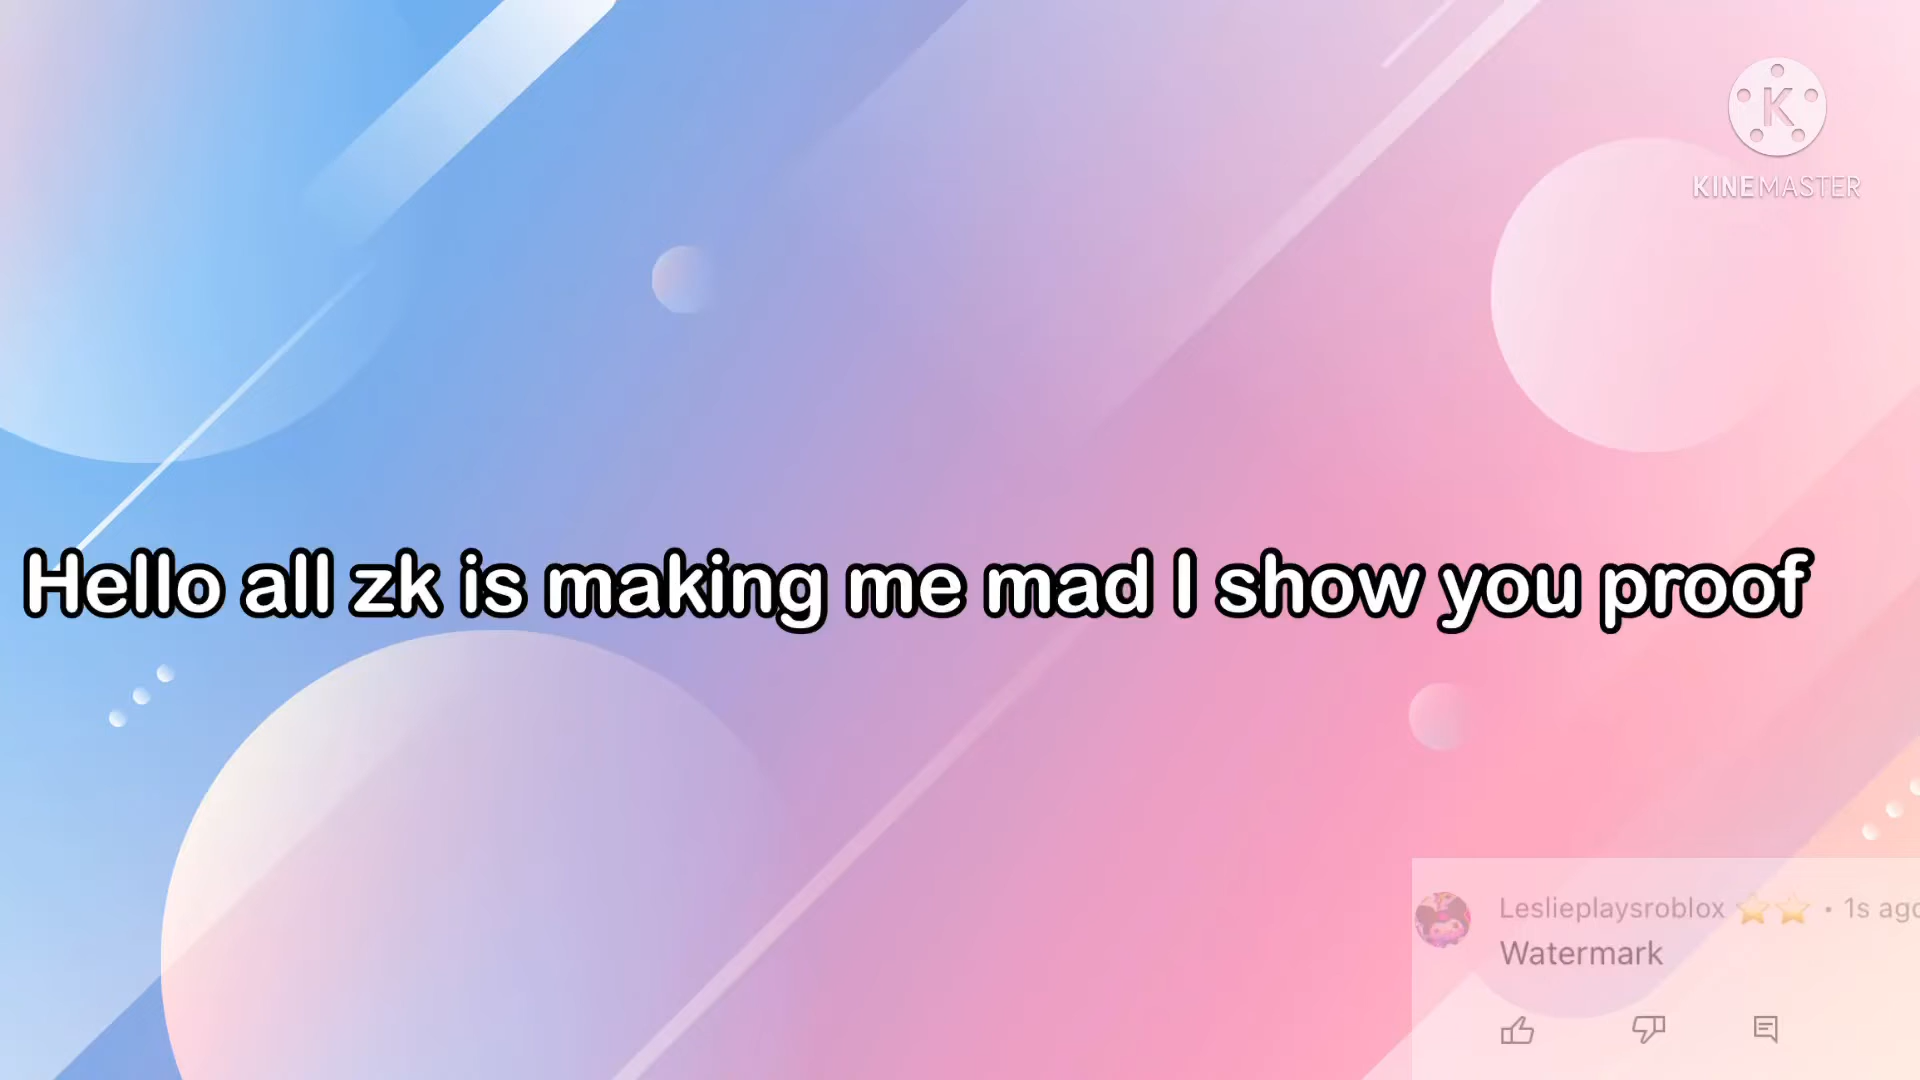 KINEMASTER
Hello all zk is making me mad I show you proof
Leslieplaysroblox ⭐⭐ • 1s ago
Watermark